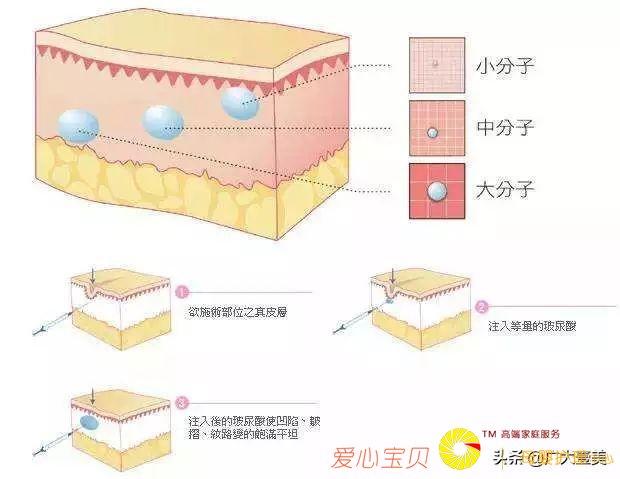 小分子
中分子
大分子
1
欲施術部位之真皮層
2
注入等量的玻尿酸
3
注入後的玻尿酸使凹陷、皺
摺、紋路變的飽滿平坦
爱心宝贝
TM 高端家庭服务
头条